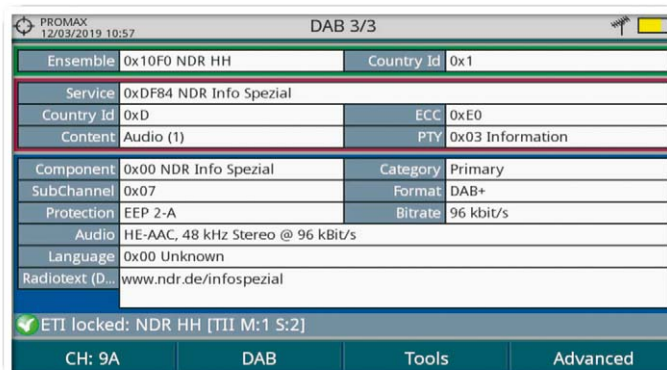 PROMAX
12/03/2019 10:57
DAB 3/3
Ensemble 0x10F0 NDR HH Country Id 0x1
Service 0xDF84 NDR Info Spezial
Country Id 0xD ECC 0xE0
Content Audio (1) PTY 0x03 Information
Component 0x00 NDR Info Spezial Category Primary
SubChannel 0x07 Format DAB+
Protection EEP 2-A Bitrate 96 kbit/s
Audio HE-AAC, 48 kHz Stereo @ 96 kBit/s
Language 0x00 Unknown
Radiotext (D... www.ndr.de/infospezial
ETI locked: NDR HH [TII M:1 S:2]
CH: 9A DAB Tools Advanced